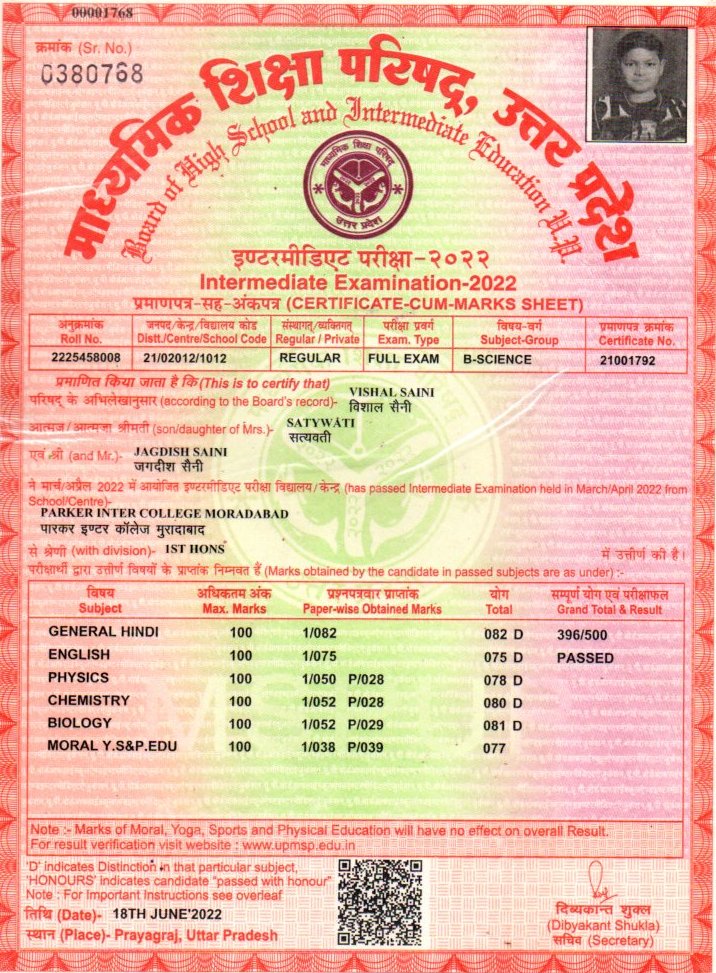 00001768
क्रमांक (Sr. No.)
0380768
माध्यमिक शिक्षा परिषद्, उत्तर प्रदेश
Board of High School and Intermediate Education U.P.
माध्यमिक शिक्षा परिषद्
उत्तर प्रदेश
इण्टरमीडिएट परीक्षा-२०२२
Intermediate Examination-2022
प्रमाणपत्र-सह-अंकपत्र (CERTIFICATE-CUM-MARKS SHEET)
अनुक्रमांक जनपद/केन्द्र/विद्यालय कोड संस्थागत/व्यक्तिगत परीक्षा प्रवर्ग विषय-वर्ग प्रमाणपत्र क्रमांक
Roll No. Distt./Centre/School Code Regular / Private Exam. Type Subject-Group Certificate No.
2225458008 21/02012/1012 REGULAR FULL EXAM B-SCIENCE 21001792
प्रमाणित किया जाता है कि (This is to certify that)
परिषद् के अभिलेखानुसार (according to the Board's record)- VISHAL SAINI
विशाल सैनी
आत्मज/आत्मजा श्रीमती (son/daughter of Mrs.)- SATYWATI
सत्यवती
एवं श्री (and Mr.)- JAGDISH SAINI
जगदीश सैनी
ने मार्च/अप्रैल 2022 में आयोजित इण्टरमीडिएट परीक्षा विद्यालय/केन्द्र (has passed Intermediate Examination held in March/April 2022 from
School/Centre)-
PARKER INTER COLLEGE MORADABAD
पारकर इण्टर कॉलेज मुरादाबाद
से श्रेणी (with division)- 1ST HONS में उत्तीर्ण की है।
परीक्षार्थी द्वारा उत्तीर्ण विषयों के प्राप्तांक निम्नवत हैं (Marks obtained by the candidate in passed subjects are as under) :-
विषय अधिकतम अंक प्रश्नपत्रवार प्राप्तांक योग सम्पूर्ण योग एवं परीक्षाफल
Subject Max. Marks Paper-wise Obtained Marks Total Grand Total & Result
GENERAL HINDI 100 1/082 082 D 396/500
ENGLISH 100 1/075 075 D PASSED
PHYSICS 100 1/050 P/028 078 D
CHEMISTRY 100 1/052 P/028 080 D
BIOLOGY 100 1/052 P/029 081 D
MORAL Y.S&P.EDU 100 1/038 P/039 077
Note :- Marks of Moral, Yoga, Sports and Physical Education will have no effect on overall Result.
For result verification visit website : www.upmsp.edu.in
'D' indicates Distinction in that particular subject,
'HONOURS' indicates candidate "passed with honour"
Note : For Important Instructions see overleaf
तिथि (Date)- 18TH JUNE'2022
स्थान (Place)- Prayagraj, Uttar Pradesh
दिब्यकान्त शुक्ल
(Dibyakant Shukla)
सचिव (Secretary)